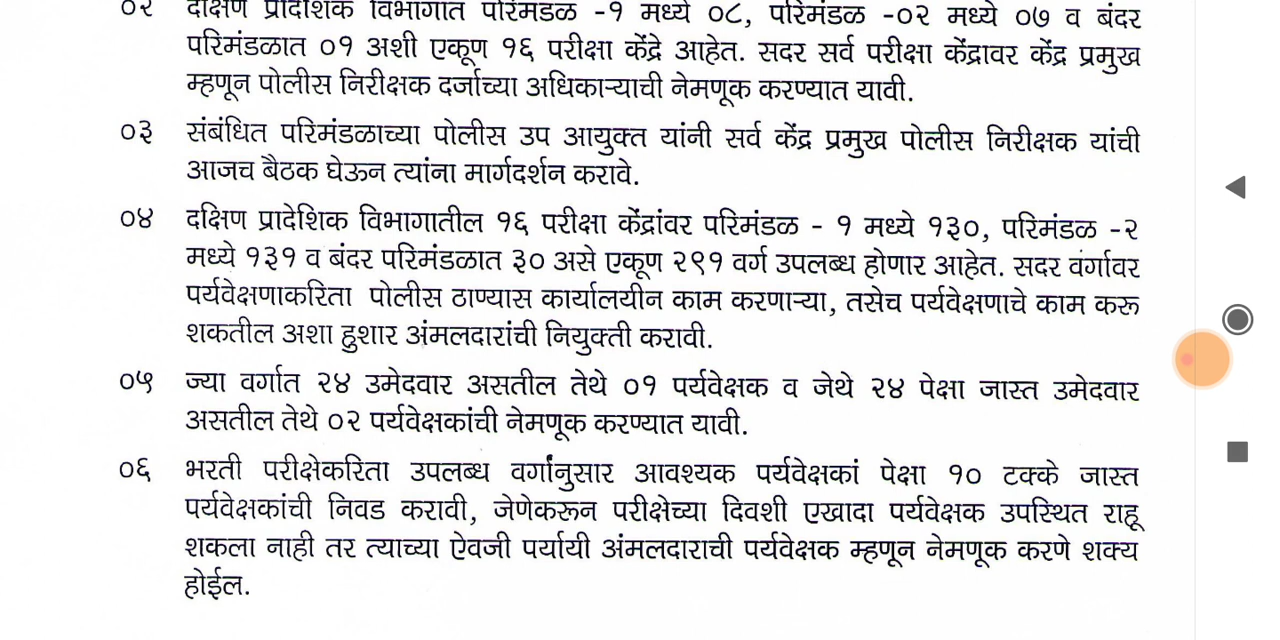 ०२ दक्षिण प्रादेशिक विभागात परिमंडळ -१ मध्ये ०८, परिमंडळ -०२ मध्ये ०७ व बंदर
परिमंडळात ०१ अशी एकूण १६ परीक्षा केंद्रे आहेत. सदर सर्व परीक्षा केंद्रावर केंद्र प्रमुख
म्हणून पोलीस निरीक्षक दर्जाच्या अधिकाऱ्याची नेमणूक करण्यात यावी.
०३ संबंधित परिमंडळाच्या पोलीस उप आयुक्त यांनी सर्व केंद्र प्रमुख पोलीस निरीक्षक यांची
आजच बैठक घेऊन त्यांना मार्गदर्शन करावे.
०४ दक्षिण प्रादेशिक विभागातील १६ परीक्षा केंद्रांवर परिमंडळ - १ मध्ये १३०, परिमंडळ -२
मध्ये १३१ व बंदर परिमंडळात ३० असे एकूण २९१ वर्ग उपलब्ध होणार आहेत. सदर वंर्गावर
पर्यवेक्षणाकरिता पोलीस ठाण्यास कार्यालयीन काम करणाऱ्या, तसेच पर्यवेक्षणाचे काम करू
शकतील अशा हुशार अंमलदारांची नियुक्ती करावी.
०५ ज्या वर्गात २४ उमेदवार असतील तेथे ०१ पर्यवेक्षक व जेथे २४ पेक्षा जास्त उमेदवार
असतील तेथे ०२ पर्यवेक्षकांची नेमणूक करण्यात यावी.
०६ भरती परीक्षेकरिता उपलब्ध वर्गांनुसार आवश्यक पर्यवेक्षकां पेक्षा १० टक्के जास्त
पर्यवेक्षकांची निवड करावी, जेणेकरून परीक्षेच्या दिवशी एखादा पर्यवेक्षक उपस्थित राहू
शकला नाही तर त्याच्या ऐवजी पर्यायी अंमलदाराची पर्यवेक्षक म्हणून नेमणूक करणे शक्य
होईल.